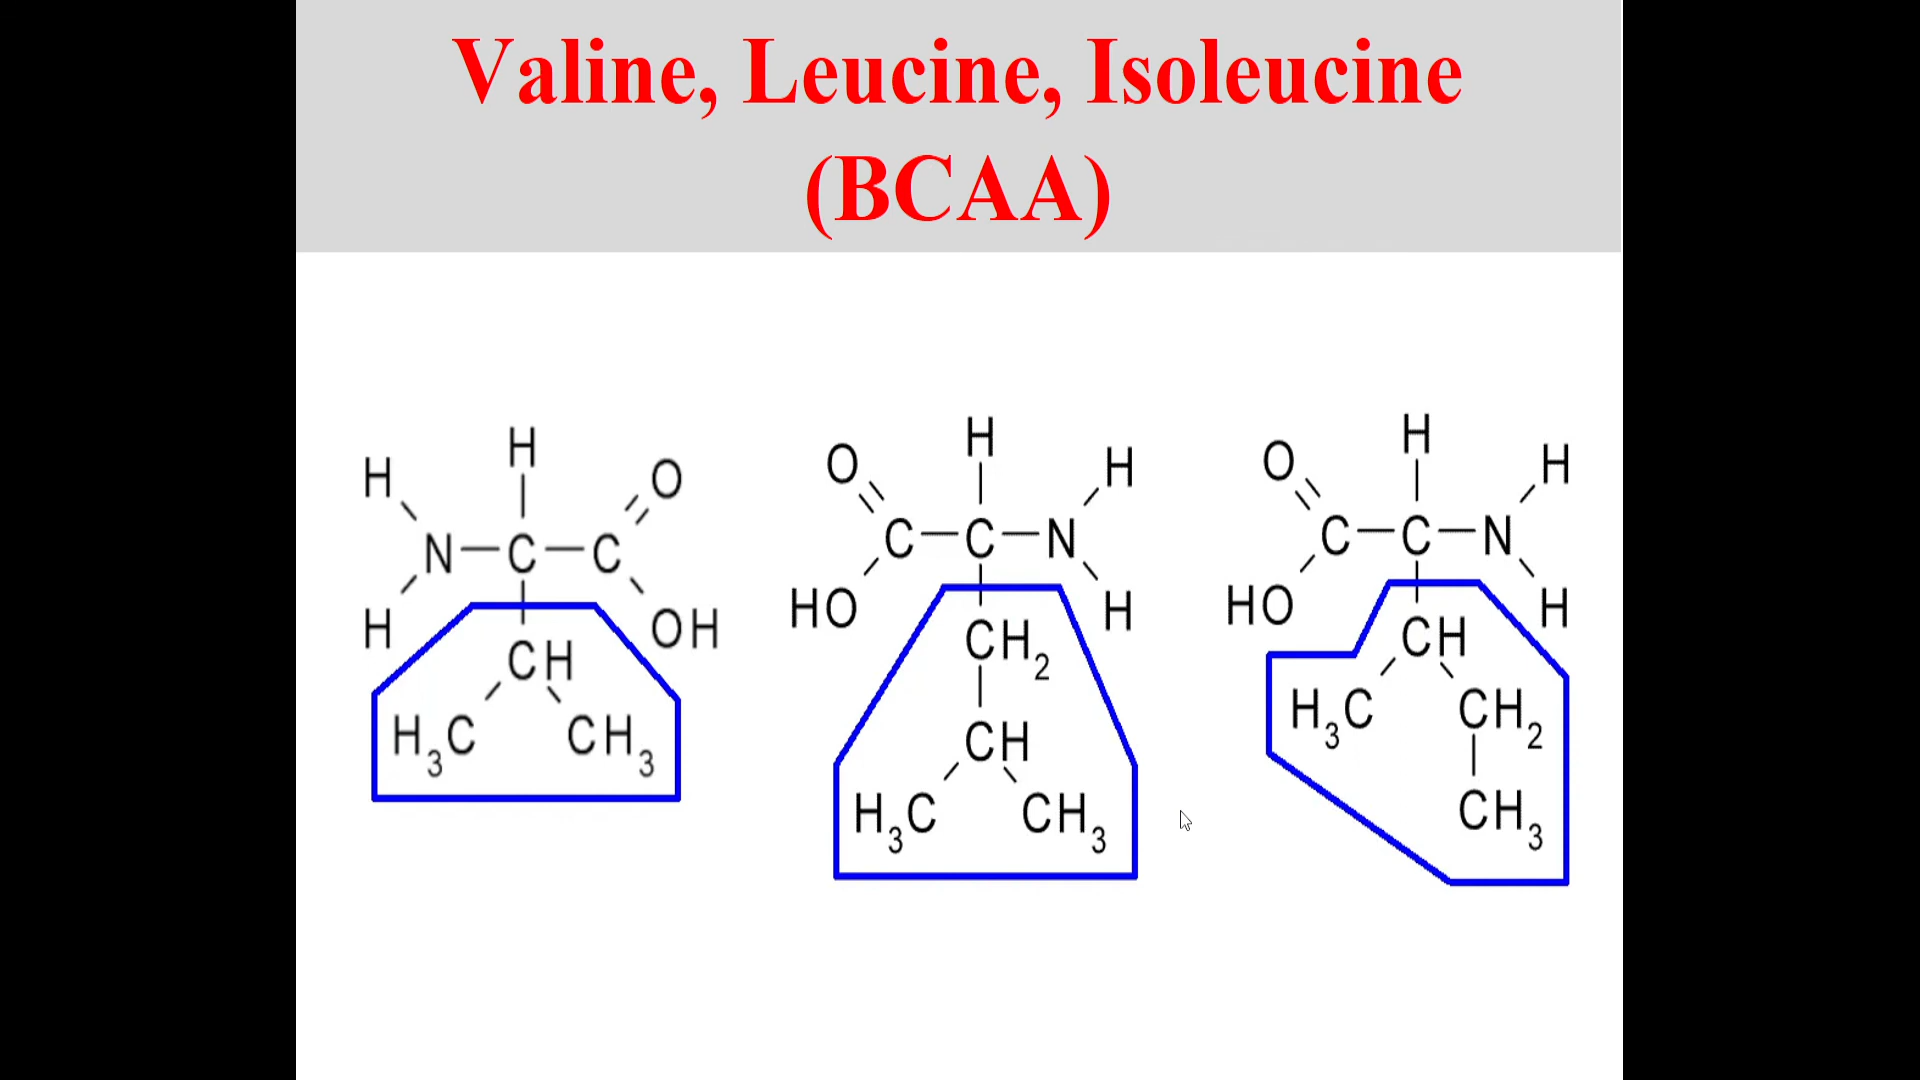 Valine, Leucine, Isoleucine
(BCAA)
H H O
N C C
H OH
CH
H₃C CH₃
O H H
C C N
HO H
CH₂
CH
H₃C CH₃
O H H
C C N
HO H
CH
H₃C CH₂
CH₃